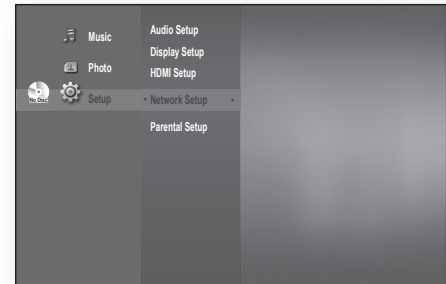 Music
Photo
No Disc
Setup
Audio Setup
Display Setup
HDMI Setup
• Network Setup ▸
Parental Setup